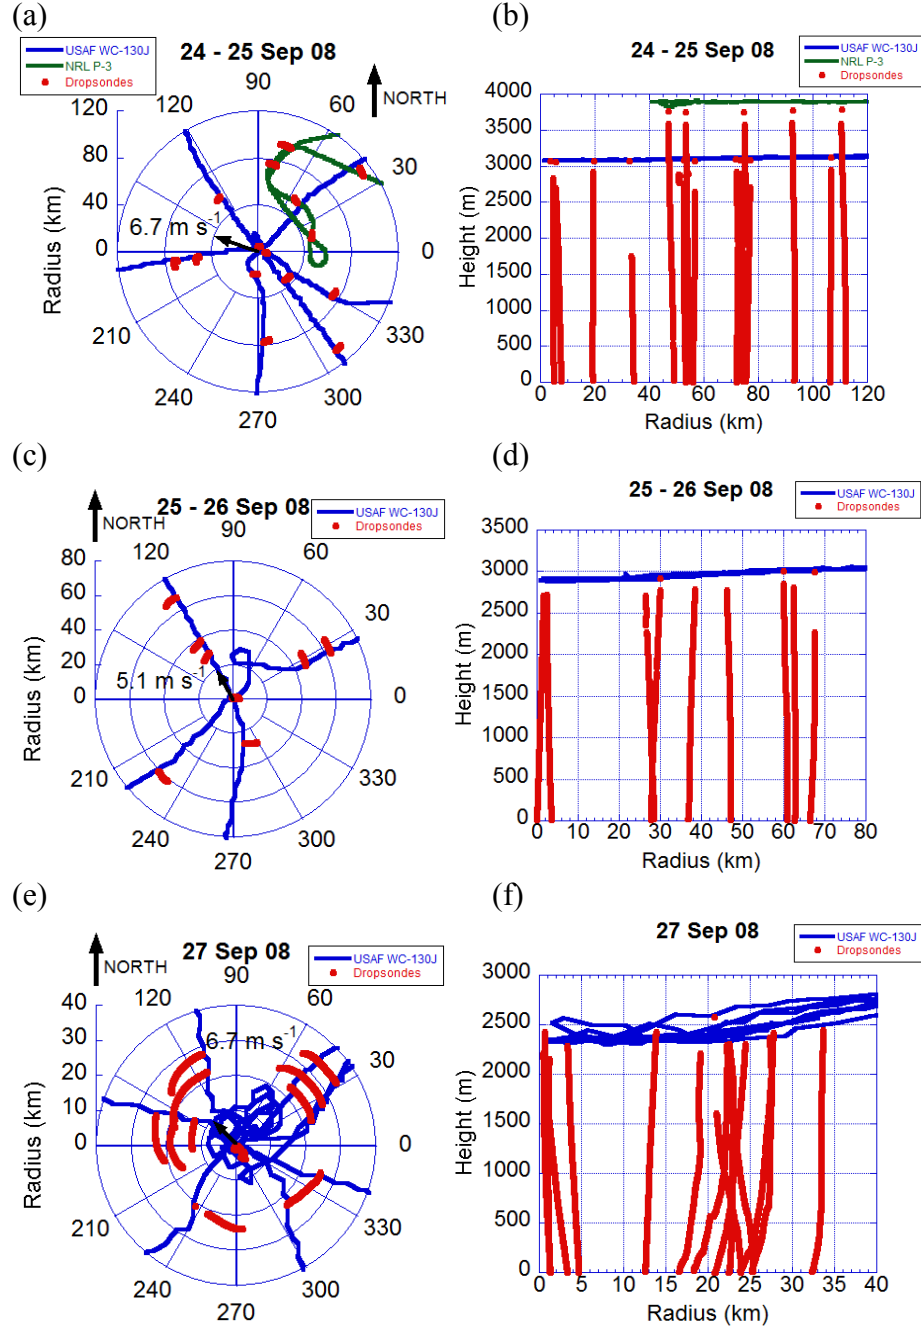 (a)
24 - 25 Sep 08
USAF WC-130J
NRL P-3
Dropsondes
NORTH
90
120
60
30
0
330
300
270
240
210
120
80
40
0
Radius (km)
6.7 m s-1
(b)
24 - 25 Sep 08
USAF WC-130J
NRL P-3
Dropsondes
4000
3500
3000
2500
2000
1500
1000
500
0
Height (m)
0 20 40 60 80 100 120
Radius (km)
(c)
25 - 26 Sep 08
USAF WC-130J
Dropsondes
NORTH
90
120
60
30
0
330
300
270
240
210
80
60
40
20
0
Radius (km)
5.1 m s-1
(d)
25 - 26 Sep 08
USAF WC-130J
Dropsondes
3500
3000
2500
2000
1500
1000
500
0
Height (m)
0 10 20 30 40 50 60 70 80
Radius (km)
(e)
27 Sep 08
USAF WC-130J
Dropsondes
NORTH
90
120
60
30
0
330
300
270
240
210
40
30
20
10
0
Radius (km)
6.7 m s-1
(f)
27 Sep 08
USAF WC-130J
Dropsondes
3000
2500
2000
1500
1000
500
0
Height (m)
0 5 10 15 20 25 30 35 40
Radius (km)